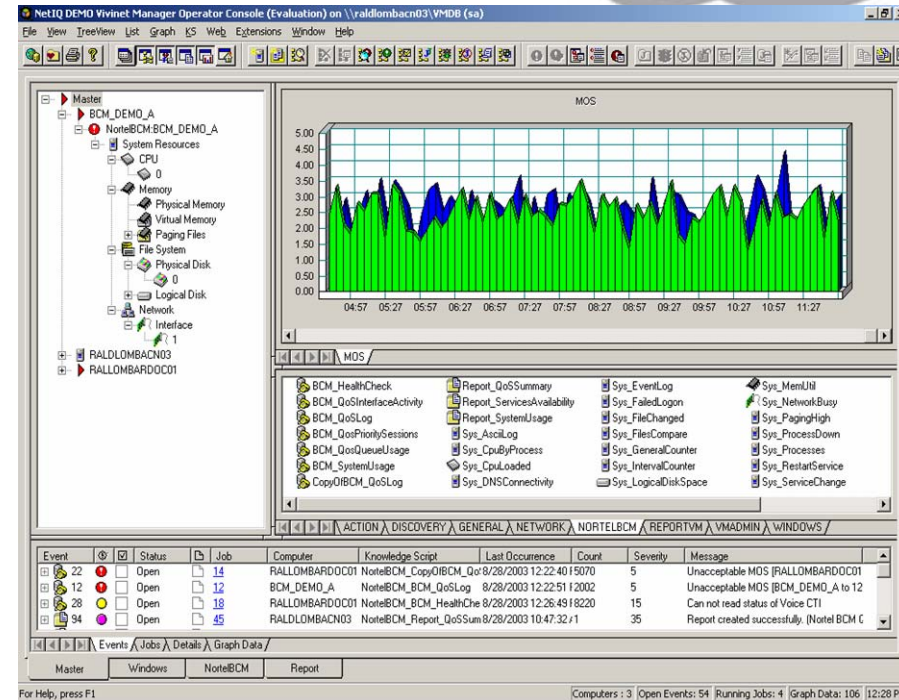 NetIQ DEMO Vivinet Manager Operator Console (Evaluation) on \\raldlombacn03\VMDB (sa)
File View TreeView List Graph KS Web Extensions Window Help
Master
BCM_DEMO_A
NortelBCM:BCM_DEMO_A
System Resources
CPU
0
Memory
Physical Memory
Virtual Memory
Paging Files
File System
Physical Disk
0
Logical Disk
Network
Interface
1
RALDLOMBACN03
RALLOMBARDOC01
MOS
5.00
4.50
4.00
3.50
3.00
2.50
2.00
1.50
1.00
0.50
0.00
04:57 05:27 05:57 06:27 06:57 07:27 07:57 08:27 08:57 09:27 09:57 10:27 10:57 11:27
MOS
BCM_HealthCheck Report_QoSSummary Sys_EventLog Sys_MemUtil
BCM_QoSInterfaceActivity Report_ServicesAvailability Sys_FailedLogon Sys_NetworkBusy
BCM_QoSLog Report_SystemUsage Sys_FileChanged Sys_PagingHigh
BCM_QosPrioritySessions Sys_AsciiLog Sys_FilesCompare Sys_ProcessDown
BCM_QosQueueUsage Sys_CpuByProcess Sys_GeneralCounter Sys_Processes
BCM_SystemUsage Sys_CpuLoaded Sys_IntervalCounter Sys_RestartService
CopyOfBCM_QoSLog Sys_DNSConnectivity Sys_LogicalDiskSpace Sys_ServiceChange
ACTION DISCOVERY GENERAL NETWORK NORTELBCM REPORTVM VMADMIN WINDOWS
Event Status Job Computer Knowledge Script Last Occurrence Count Severity Message
22 Open 14 RALLOMBARDOC01 NortelBCM_CopyOfBCM_Qo 8/28/2003 12:22:40 5070 5 Unacceptable MOS [RALLOMBARDOC01
12 Open 12 BCM_DEMO_A NortelBCM_BCM_QoSLog 8/28/2003 12:22:51 2002 5 Unacceptable MOS [BCM_DEMO_A to 12
28 Open 18 RALLOMBARDOC01 NortelBCM_BCM_HealthChe 8/28/2003 12:26:49 8220 15 Can not read status of Voice CTI
94 Open 45 RALDLOMBACN03 NortelBCM_Report_QoSSum 8/28/2003 10:47:32 1 35 Report created successfully. (Nortel BCM
Events Jobs Details Graph Data
Master Windows NortelBCM Report
For Help, press F1 Computers : 3 Open Events: 54 Running Jobs: 4 Graph Data: 106 12:28 P